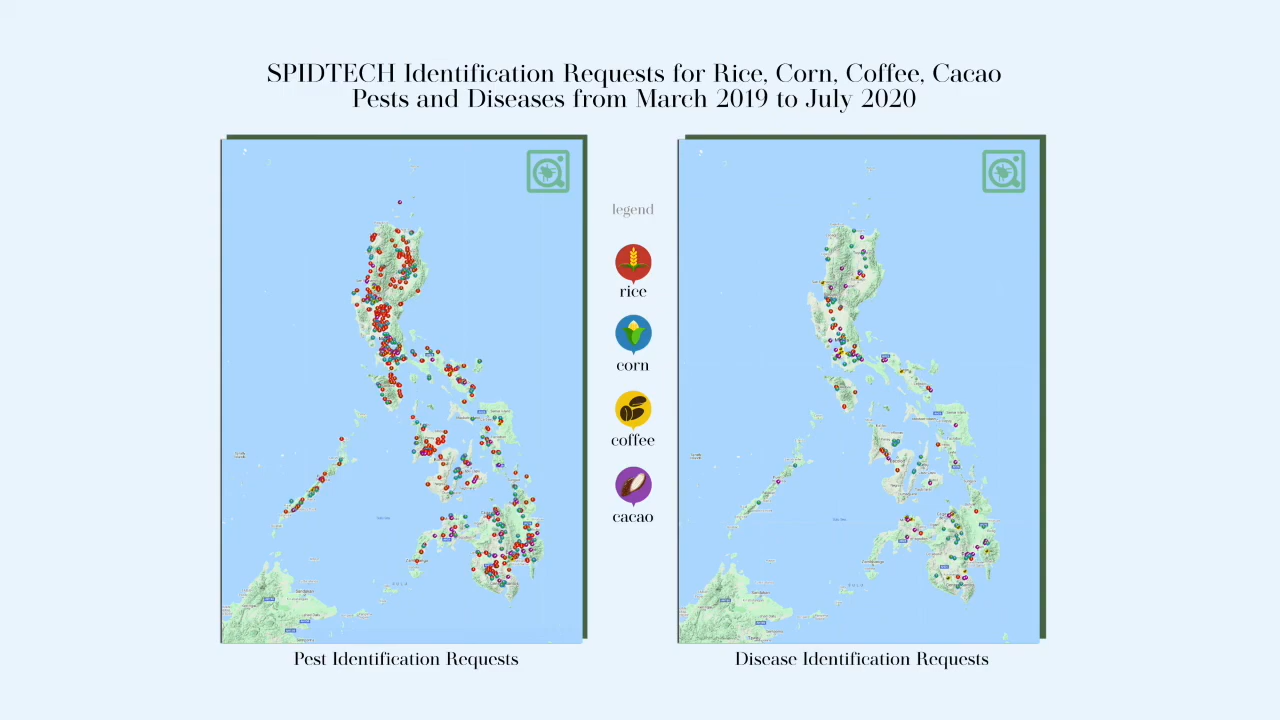 SPIDTECH Identification Requests for Rice, Corn, Coffee, Cacao
Pests and Diseases from March 2019 to July 2020
legend
rice
corn
coffee
cacao
Pest Identification Requests
Disease Identification Requests